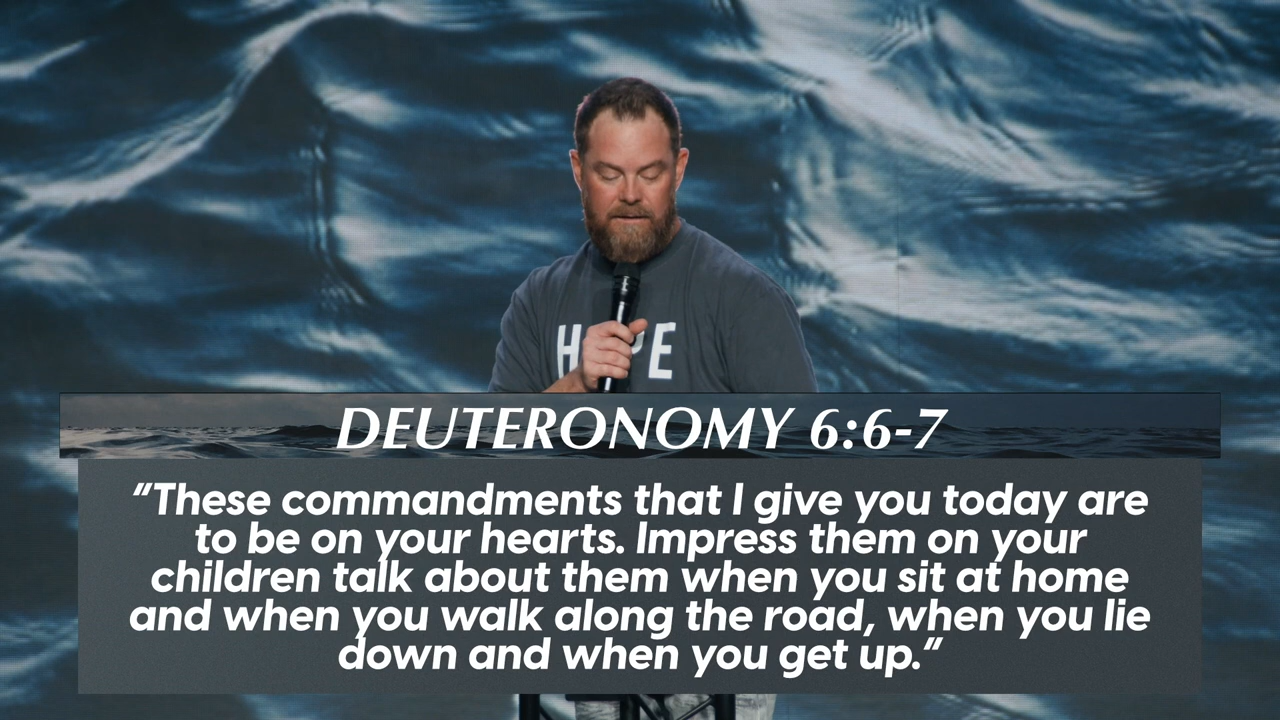 HOPE
DEUTERONOMY 6:6-7
“These commandments that I give you today are
to be on your hearts. Impress them on your
children talk about them when you sit at home
and when you walk along the road, when you lie
down and when you get up.“